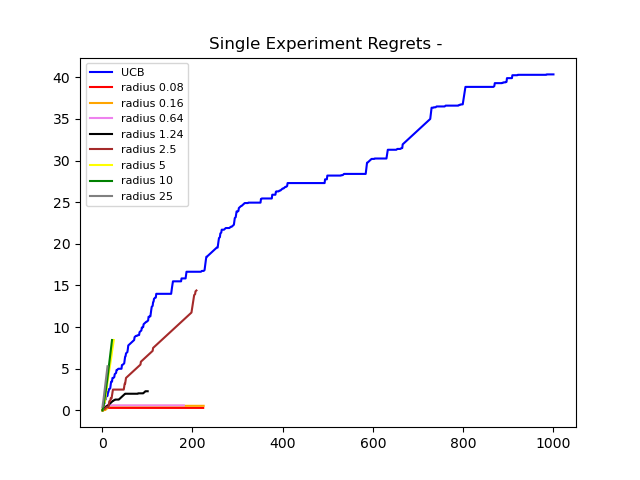 Single Experiment Regrets -
UCB
radius 0.08
radius 0.16
radius 0.64
radius 1.24
radius 2.5
radius 5
radius 10
radius 25
40
35
30
25
20
15
10
5
0
0 200 400 600 800 1000